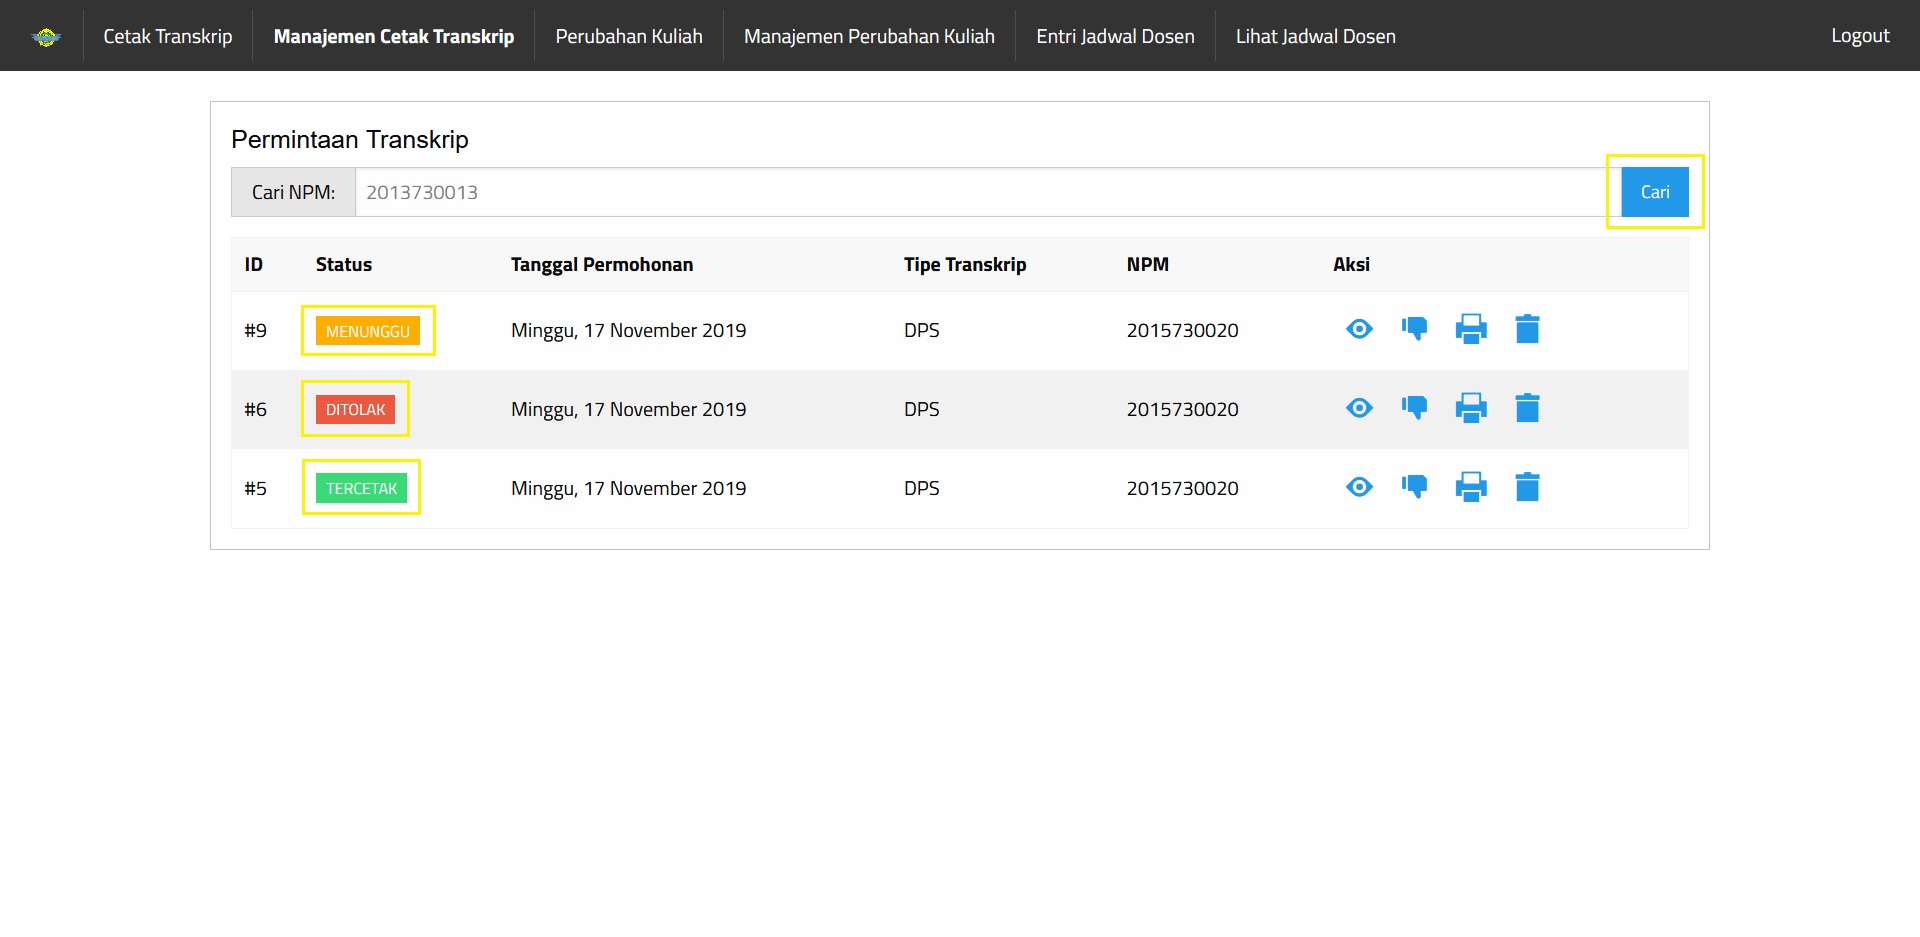 Cetak Transkrip Manajemen Cetak Transkrip Perubahan Kuliah Manajemen Perubahan Kuliah Entri Jadwal Dosen Lihat Jadwal Dosen Logout
Permintaan Transkrip
Cari NPM: 2013730013 Cari
ID Status Tanggal Permohonan Tipe Transkrip NPM Aksi
#9 MENUNGGU Minggu, 17 November 2019 DPS 2015730020
#6 DITOLAK Minggu, 17 November 2019 DPS 2015730020
#5 TERCETAK Minggu, 17 November 2019 DPS 2015730020